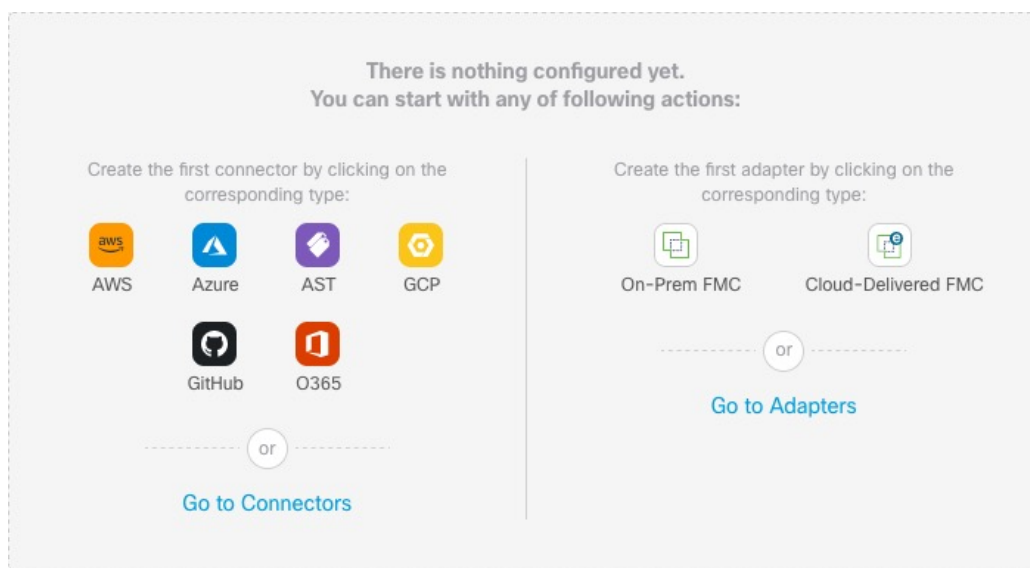 There is nothing configured yet.
You can start with any of following actions:
Create the first connector by clicking on the
corresponding type:
aws
AWS
Azure
AST
GCP
GitHub
O365
or
Go to Connectors
Create the first adapter by clicking on the
corresponding type:
On-Prem FMC
e
Cloud-Delivered FMC
or
Go to Adapters